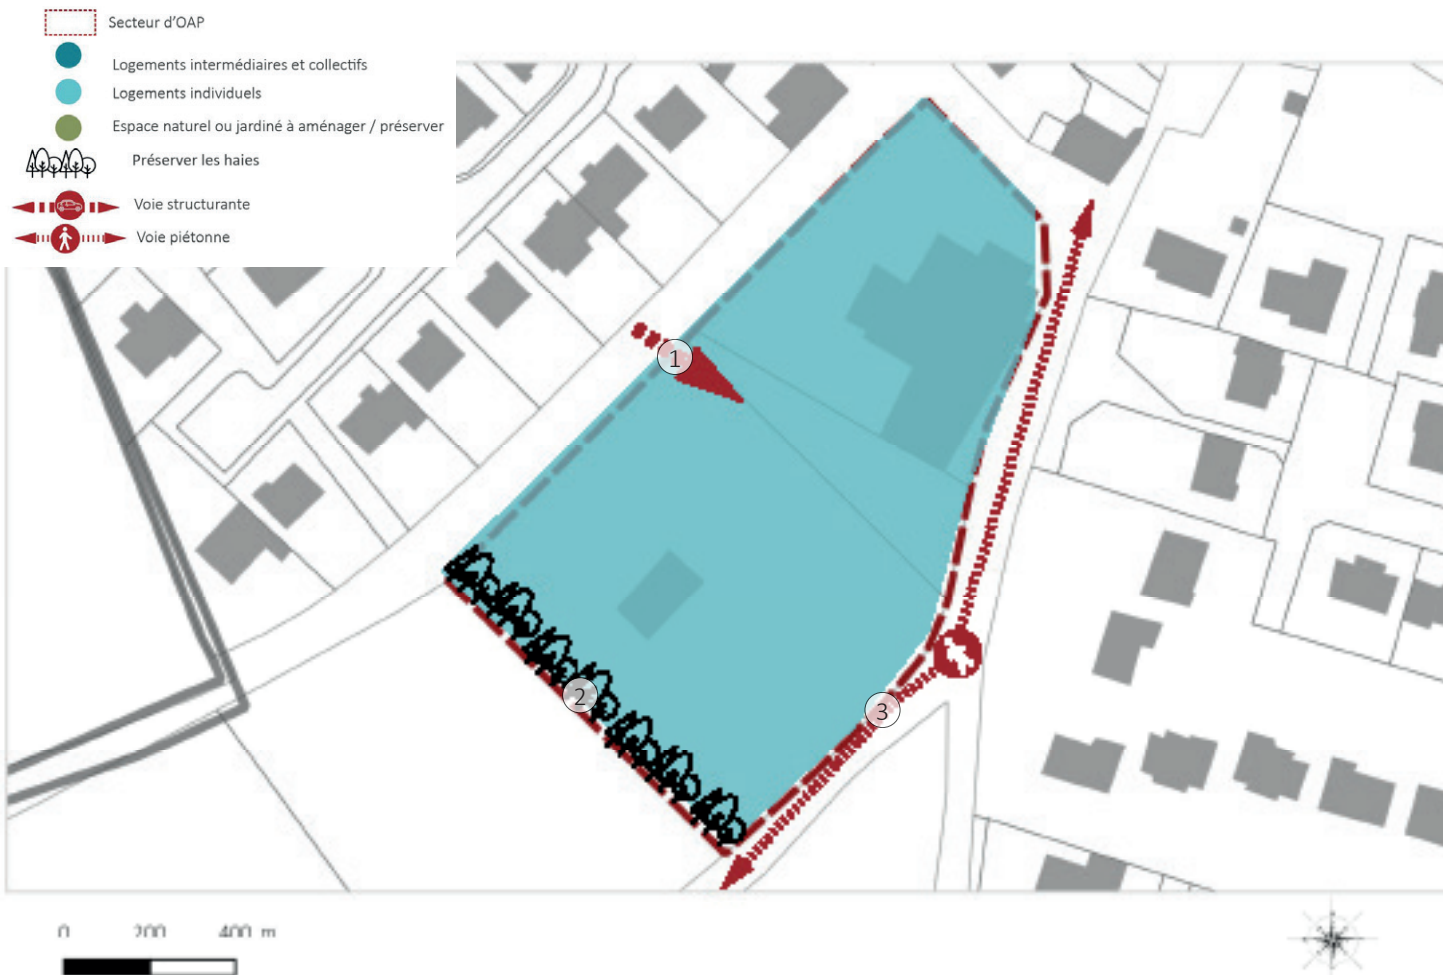 Secteur d’OAP
Logements intermédiaires et collectifs
Logements individuels
Espace naturel ou jardiné à aménager / préserver
Préserver les haies
Voie structurante
Voie piétonne
1
2
3
0 200 400 m